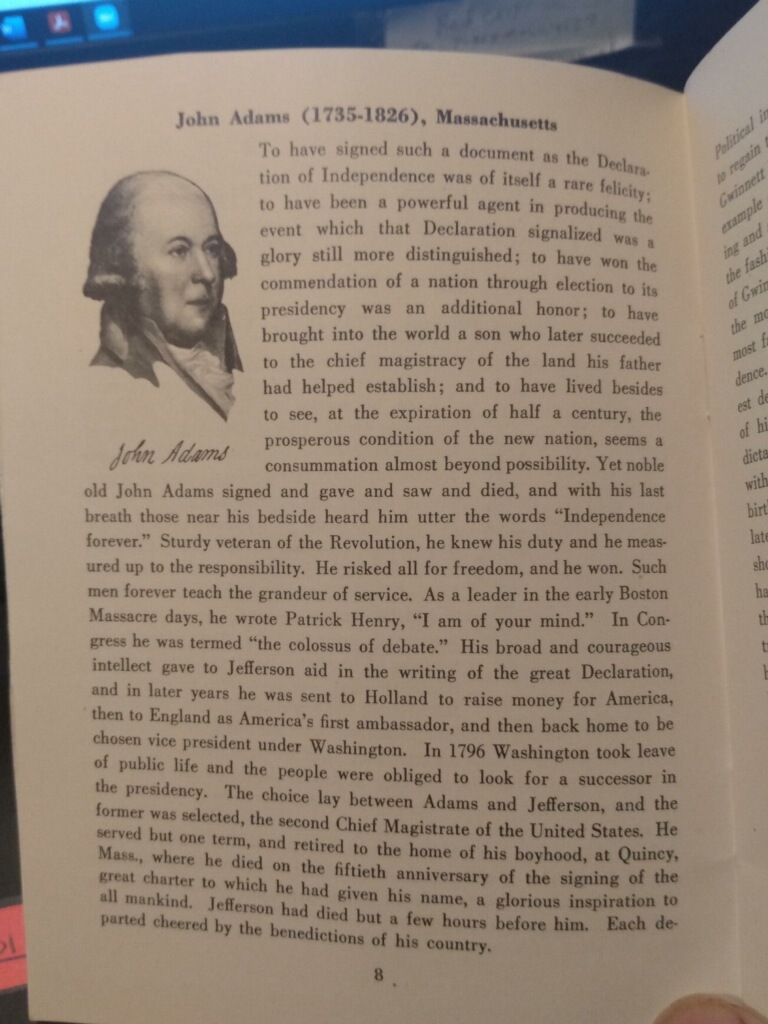 John Adams (1735-1826), Massachusetts
To have signed such a document as the Declara-
tion of Independence was of itself a rare felicity;
to have been a powerful agent in producing the
event which that Declaration signalized was a
glory still more distinguished; to have won the
commendation of a nation through election to its
presidency was an additional honor; to have
brought into the world a son who later succeeded
to the chief magistracy of the land his father
had helped establish; and to have lived besides
to see, at the expiration of half a century, the
prosperous condition of the new nation, seems a
consummation almost beyond possibility. Yet noble
John Adams
old John Adams signed and gave and saw and died, and with his last
breath those near his bedside heard him utter the words “Independence
forever.” Sturdy veteran of the Revolution, he knew his duty and he meas-
ured up to the responsibility. He risked all for freedom, and he won. Such
men forever teach the grandeur of service. As a leader in the early Boston
Massacre days, he wrote Patrick Henry, “I am of your mind.” In Con-
gress he was termed “the colossus of debate.” His broad and courageous
intellect gave to Jefferson aid in the writing of the great Declaration,
and in later years he was sent to Holland to raise money for America,
then to England as America’s first ambassador, and then back home to be
chosen vice president under Washington. In 1796 Washington took leave
of public life and the people were obliged to look for a successor in
the presidency. The choice lay between Adams and Jefferson, and the
former was selected, the second Chief Magistrate of the United States. He
served but one term, and retired to the home of his boyhood, at Quincy,
Mass., where he died on the fiftieth anniversary of the signing of the
great charter to which he had given his name, a glorious inspiration to
all mankind. Jefferson had died but a few hours before him. Each de-
parted cheered by the benedictions of his country.
8
Political
to regain
Gwinnett
example
ing and
the
of
the
most
dence.
est
of
with